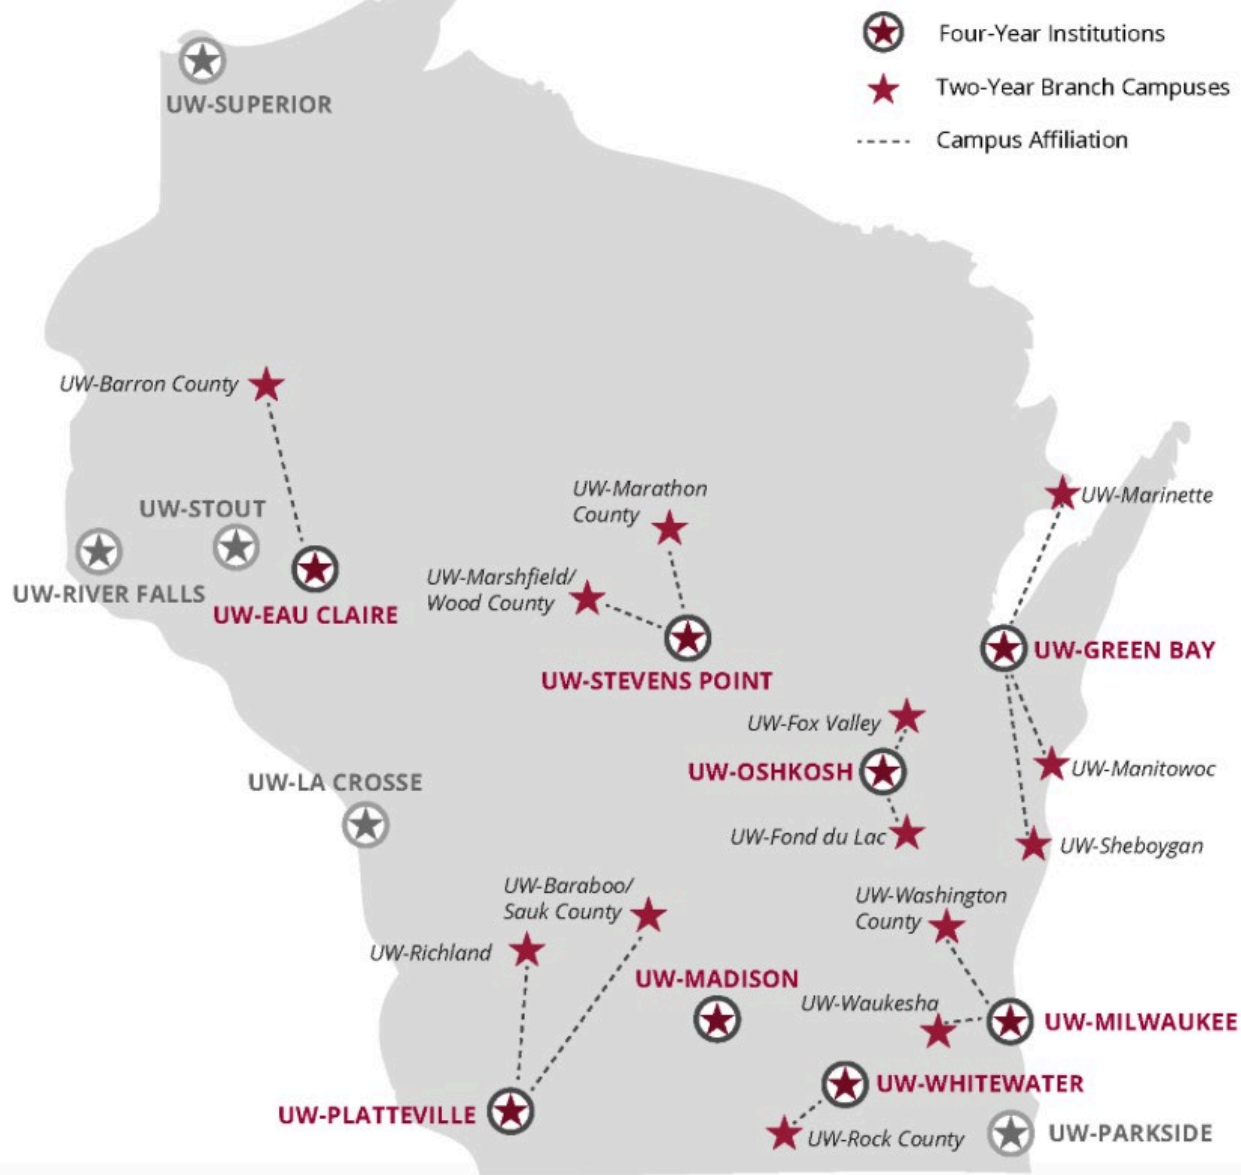 Four-Year Institutions
Two-Year Branch Campuses
Campus Affiliation
UW-SUPERIOR
UW-Barron County
UW-STOUT
UW-RIVER FALLS
UW-EAU CLAIRE
UW-Marathon
County
UW-Marshfield/
Wood County
UW-STEVENS POINT
UW-Marinette
UW-GREEN BAY
UW-Fox Valley
UW-OSHKOSH
UW-Manitowoc
UW-Fond du Lac
UW-Sheboygan
UW-LA CROSSE
UW-Baraboo/
Sauk County
UW-Richland
UW-Washington
County
UW-MADISON
UW-Waukesha
UW-MILWAUKEE
UW-WHITEWATER
UW-PLATTEVILLE
UW-Rock County
UW-PARKSIDE